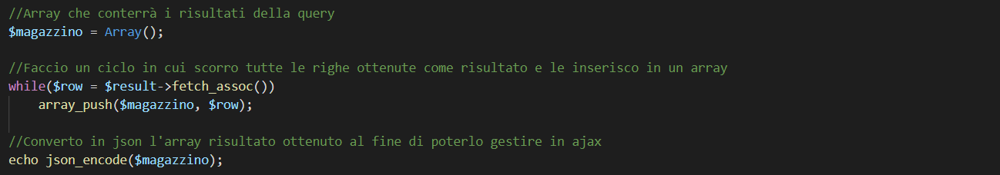 //Array che conterrà i risultati della query
$magazzino = Array();
//Faccio un ciclo in cui scorro tutte le righe ottenute come risultato e le inserisco in un array
while($row = $result->fetch_assoc())
    array_push($magazzino, $row);
//Converto in json l'array risultato ottenuto al fine di poterlo gestire in ajax
echo json_encode($magazzino);